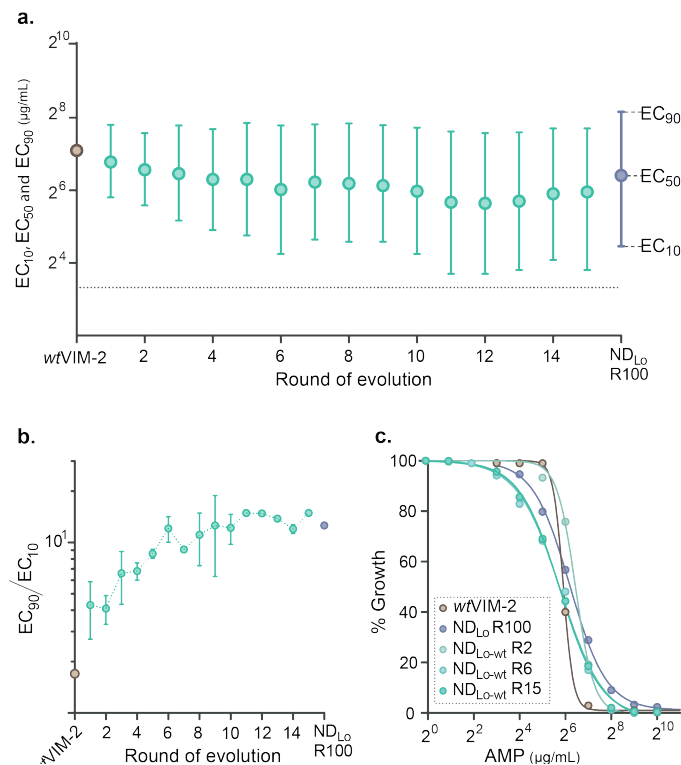 a.
2^10
2^8
2^6
2^4
EC10, EC50 and EC90 (µg/mL)
EC90
EC50
EC10
wtVIM-2 2 4 6 8 10 12 14 NDLo
R100
Round of evolution
b.
10^1
EC90/EC10
tVIM-2 2 4 6 8 10 12 14 NDLo
R100
Round of evolution
c.
100
80
60
40
20
0
% Growth
wtVIM-2
NDLo R100
NDLo-wt R2
NDLo-wt R6
NDLo-wt R15
2^0 2^2 2^4 2^6 2^8 2^10
AMP (µg/mL)